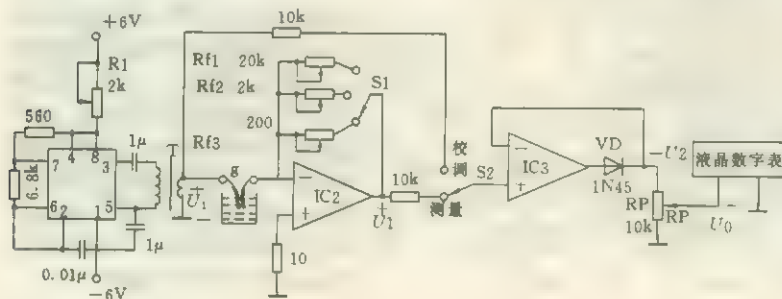 +6V
R1
2k
560
4
8
7
3
1μ
T
6.8k
6
2
1
5
0.01μ
1μ
−6V
10k
Rf1 20k
Rf2 2k
200
Rf3
S1
g
+
U₁
−
−
+
IC2
10
+
U₁
10k
校调
S2
测量
−
+
IC3
VD
1N45
−U2
RP
RP
10k
U₀
液晶数字表